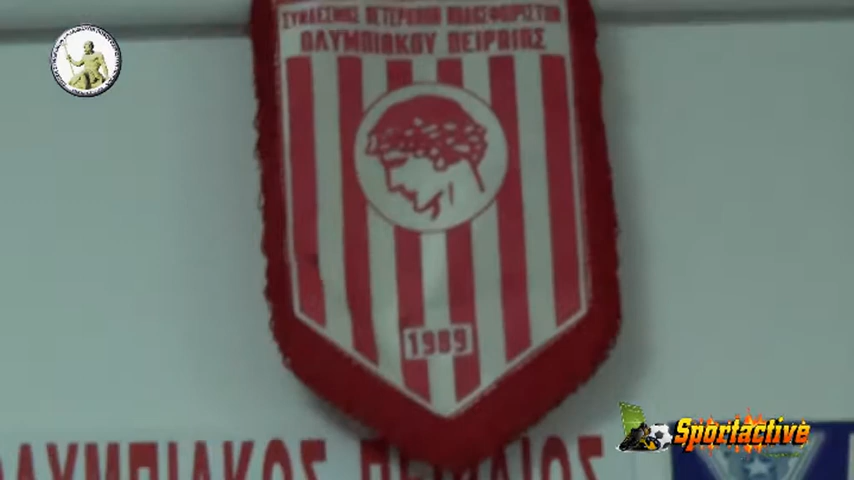 ΣΥΝΔΕΣΜΟΣ ΒΕΤΕΡΑΝΩΝ ΠΟΔΟΣΦΑΙΡΙΣΤΩΝ
ΟΛΥΜΠΙΑΚΟΥ ΠΕΙΡΑΙΩΣ
1989
Sportactive
ΟΛΥΜΠΙΑΚΟΣ ΠΕΙΡΑΙΩΣ